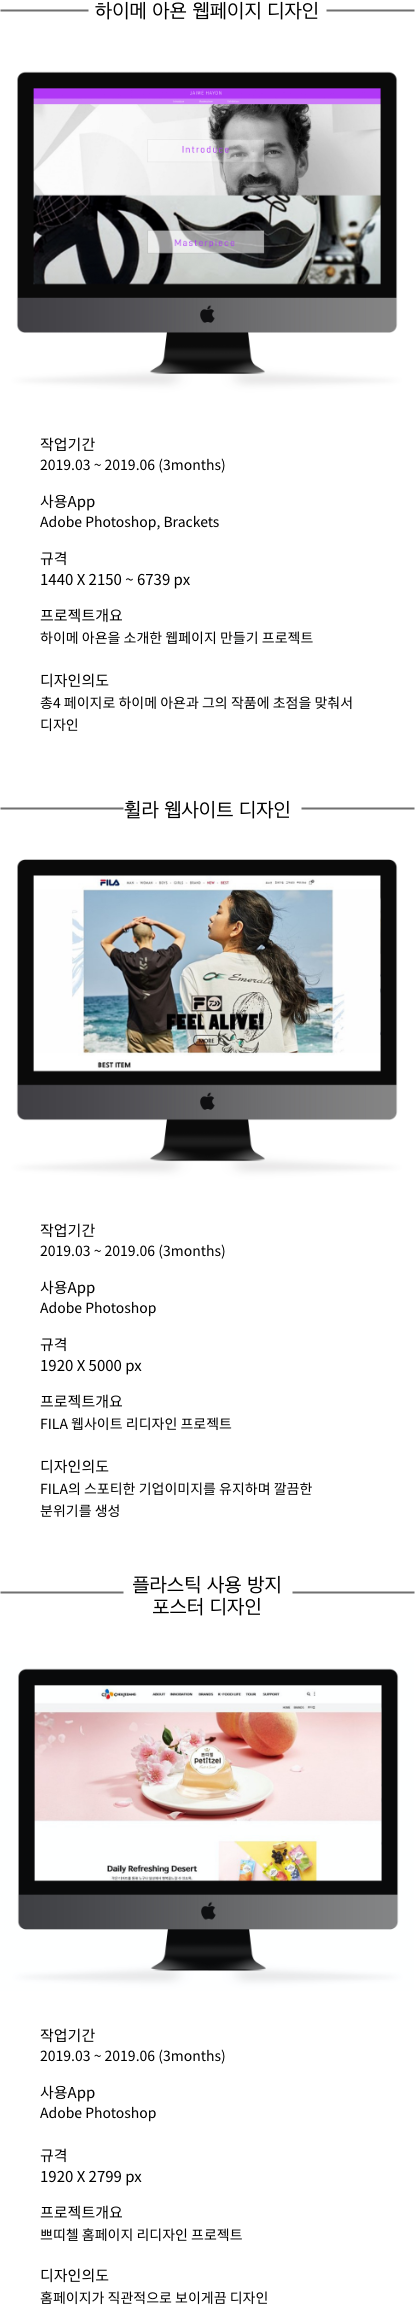 하이메 아욘 웹페이지 디자인
JAIME HAYON
Introduce
Masterpiece
작업기간
2019.03 ~ 2019.06 (3months)
사용App
Adobe Photoshop, Brackets
규격
1440 X 2150 ~ 6739 px
프로젝트개요
하이메 아욘을 소개한 웹페이지 만들기 프로젝트
디자인의도
총4 페이지로 하이메 아욘과 그의 작품에 초점을 맞춰서
디자인
휠라 웹사이트 디자인
FILA MAN WOMAN BOYS GIRLS BRAND NEW BEST
Emerald
FEEL ALIVE!
MORE
BEST ITEM
작업기간
2019.03 ~ 2019.06 (3months)
사용App
Adobe Photoshop
규격
1920 X 5000 px
프로젝트개요
FILA 웹사이트 리디자인 프로젝트
디자인의도
FILA의 스포티한 기업이미지를 유지하며 깔끔한
분위기를 생성
플라스틱 사용 방지
포스터 디자인
CJ CHEILJEDANG ABOUT INNOVATION BRANDS K-FOOD LIFE TOUR SUPPORT
쁘띠첼
Petitzel
Daily Refreshing Desert
작업기간
2019.03 ~ 2019.06 (3months)
사용App
Adobe Photoshop
규격
1920 X 2799 px
프로젝트개요
쁘띠첼 홈페이지 리디자인 프로젝트
디자인의도
홈페이지가 직관적으로 보이게끔 디자인